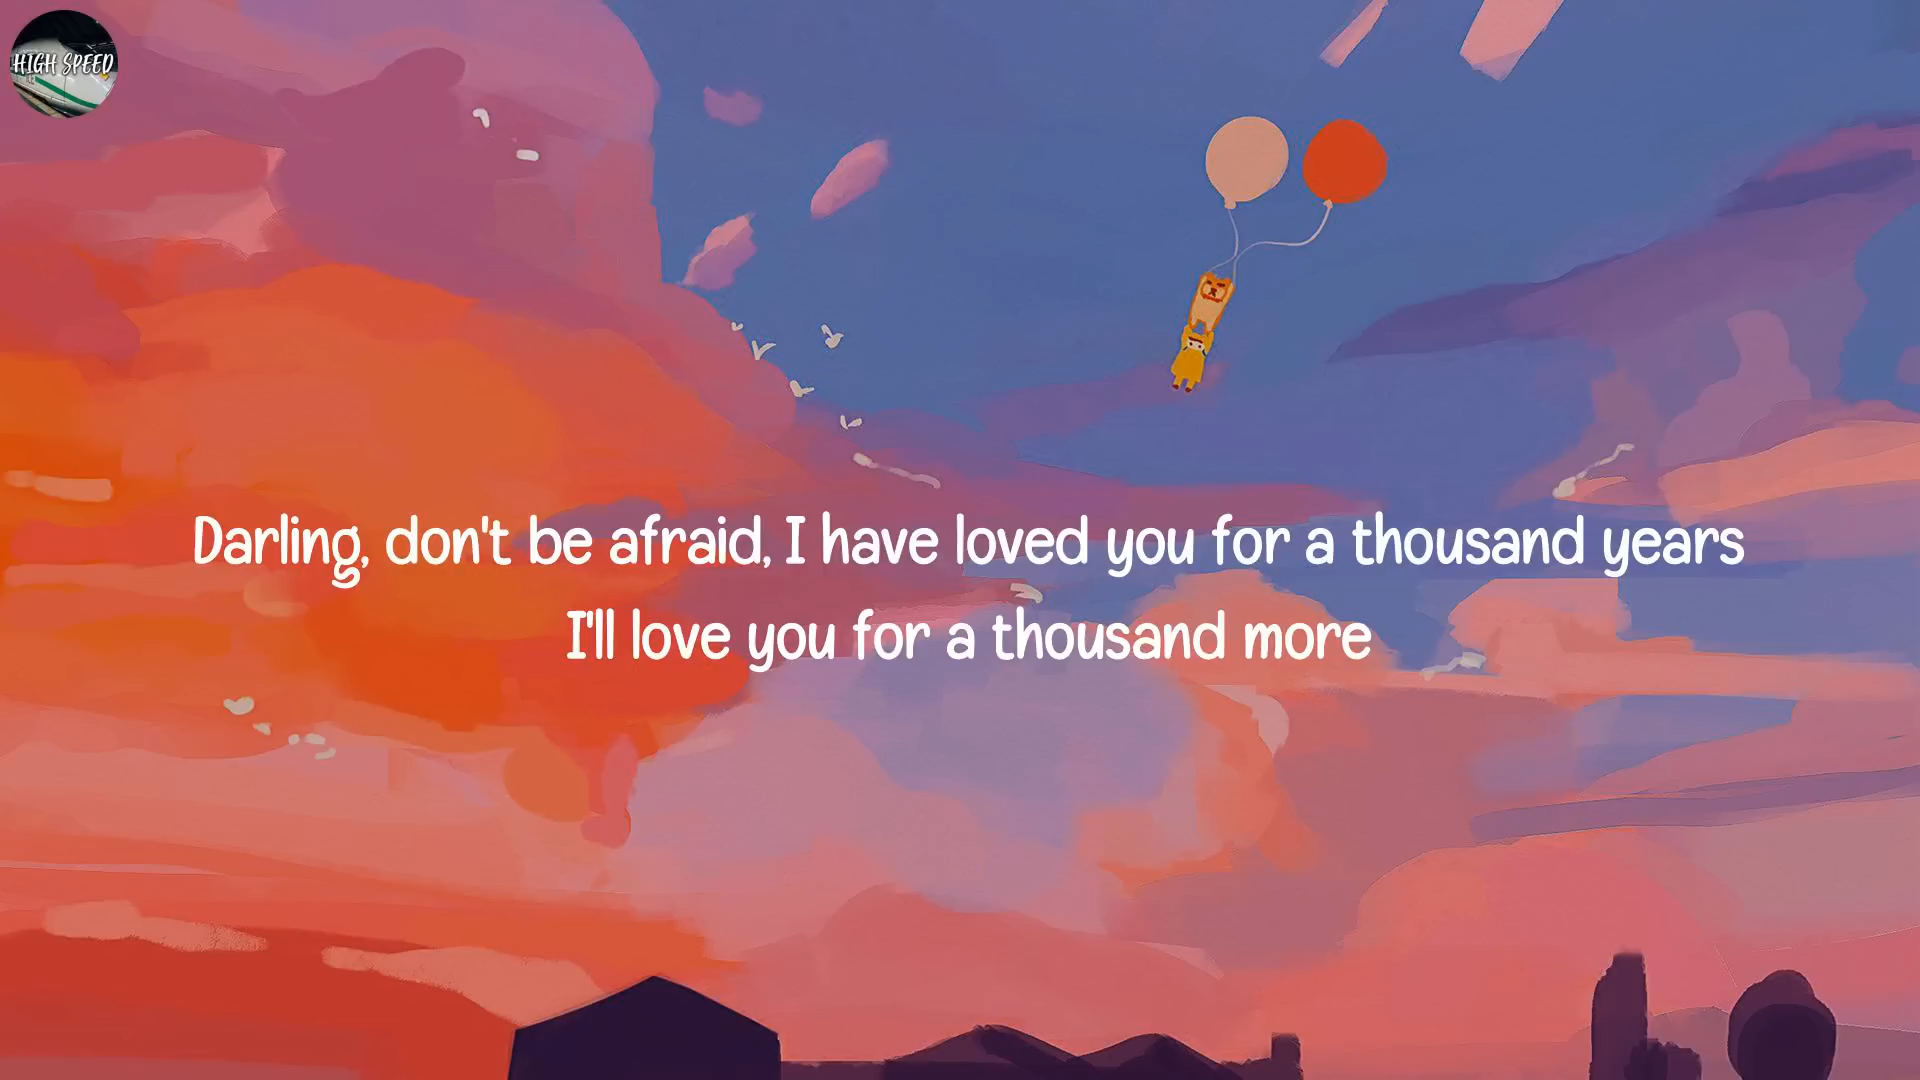 HIGH SPEED
Darling, don't be afraid, I have loved you for a thousand years
I'll love you for a thousand more